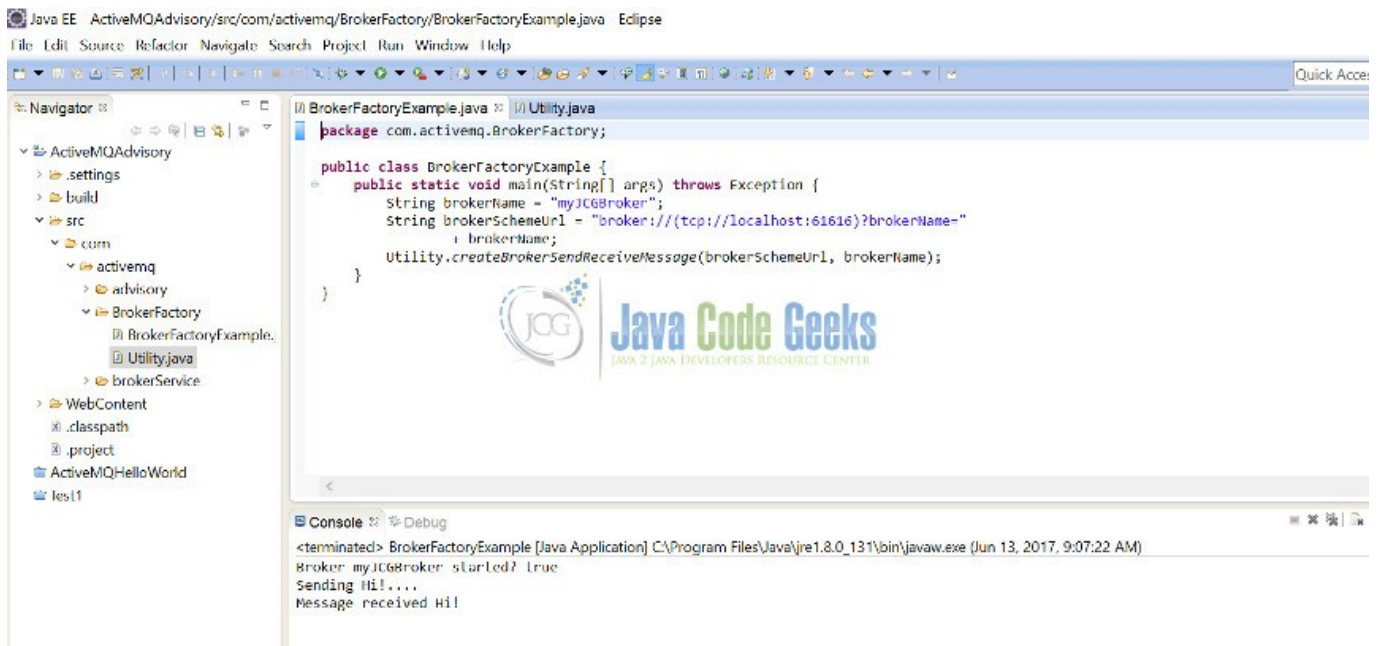 Java EE ActiveMQAdvisory/src/com/activemq/BrokerFactory/BrokerFactoryExample.java Eclipse
File Edit Source Refactor Navigate Search Project Run Window Help
Quick Acces
Navigator
ActiveMQAdvisory
.settings
build
src
com
activemq
advisory
BrokerFactory
BrokerFactoryExample.
Utility.java
brokerService
WebContent
.classpath
.project
ActiveMQHelloWorld
Test1
BrokerFactoryExample.java Utility.java
package com.activemq.BrokerFactory;
public class BrokerFactoryExample {
public static void main(String[] args) throws Exception {
String brokerName = "myJCGBroker";
String brokerSchemeUrl = "broker://(tcp://localhost:61616)?brokerName="
+ brokerName;
Utility.createBrokerSendReceiveMessage(brokerSchemeUrl, brokerName);
}
}
JCG
Java Code Geeks
JAVA 2 JAVA DEVELOPERS RESOURCE CENTER
Console Debug
<terminated> BrokerFactoryExample [Java Application] C:\Program Files\Java\jre1.8.0_131\bin\javaw.exe (Jun 13, 2017, 9:07:22 AM)
Broker myJCGBroker started? true
Sending Hi!....
Message received Hi!